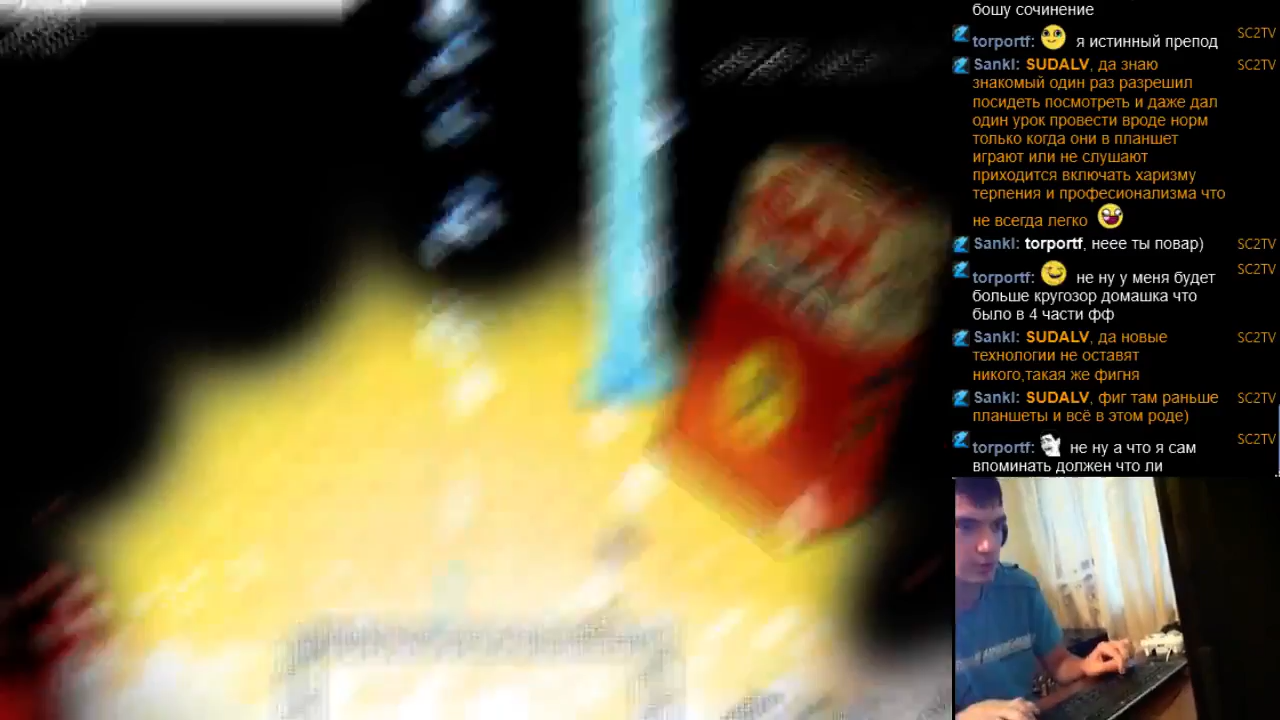 бошу сочинение
torportf: я истинный препод SC2TV
Sankl: SUDALV, да знаю SC2TV
знакомый один раз разрешил
посидеть посмотреть и даже дал
один урок провести вроде норм
только когда они в планшет
играют или не слушают
приходится включать харизму
терпения и професионализма что
не всегда легко
Sankl: torportf, неее ты повар) SC2TV
torportf: не ну у меня будет SC2TV
больше кругозор домашка что
было в 4 части фф
Sankl: SUDALV, да новые SC2TV
технологии не оставят
никого,такая же фигня
Sankl: SUDALV, фиг там раньше SC2TV
планшеты и всё в этом роде)
torportf: не ну а что я сам SC2TV
впоминать должен что ли